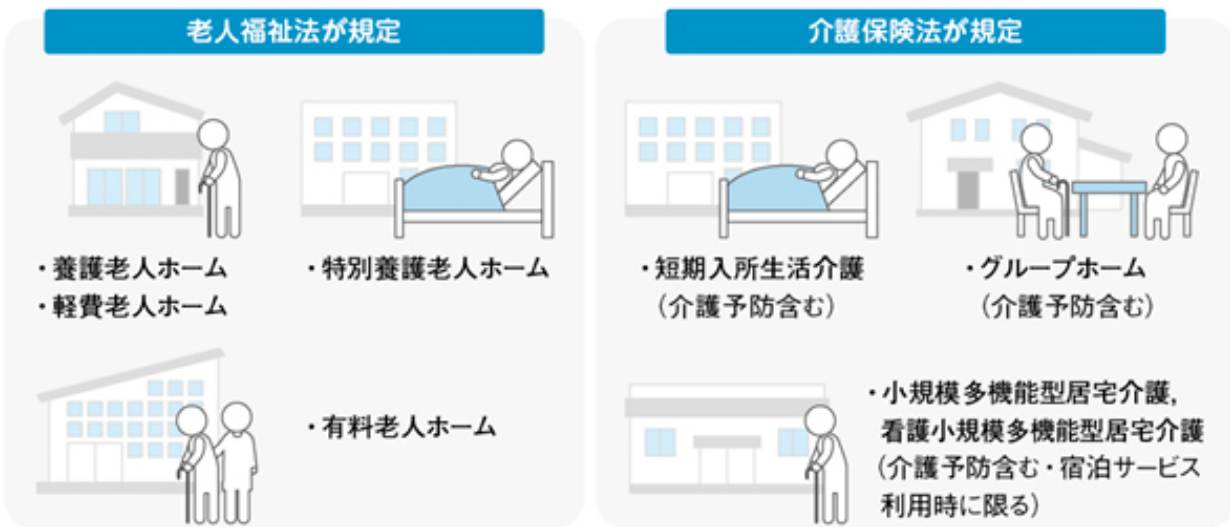 老人福祉法が規定
・養護老人ホーム
・軽費老人ホーム
・特別養護老人ホーム
・有料老人ホーム
介護保険法が規定
・短期入所生活介護
（介護予防含む）
・グループホーム
（介護予防含む）
・小規模多機能型居宅介護,
看護小規模多機能型居宅介護
（介護予防含む・宿泊サービス
利用時に限る）